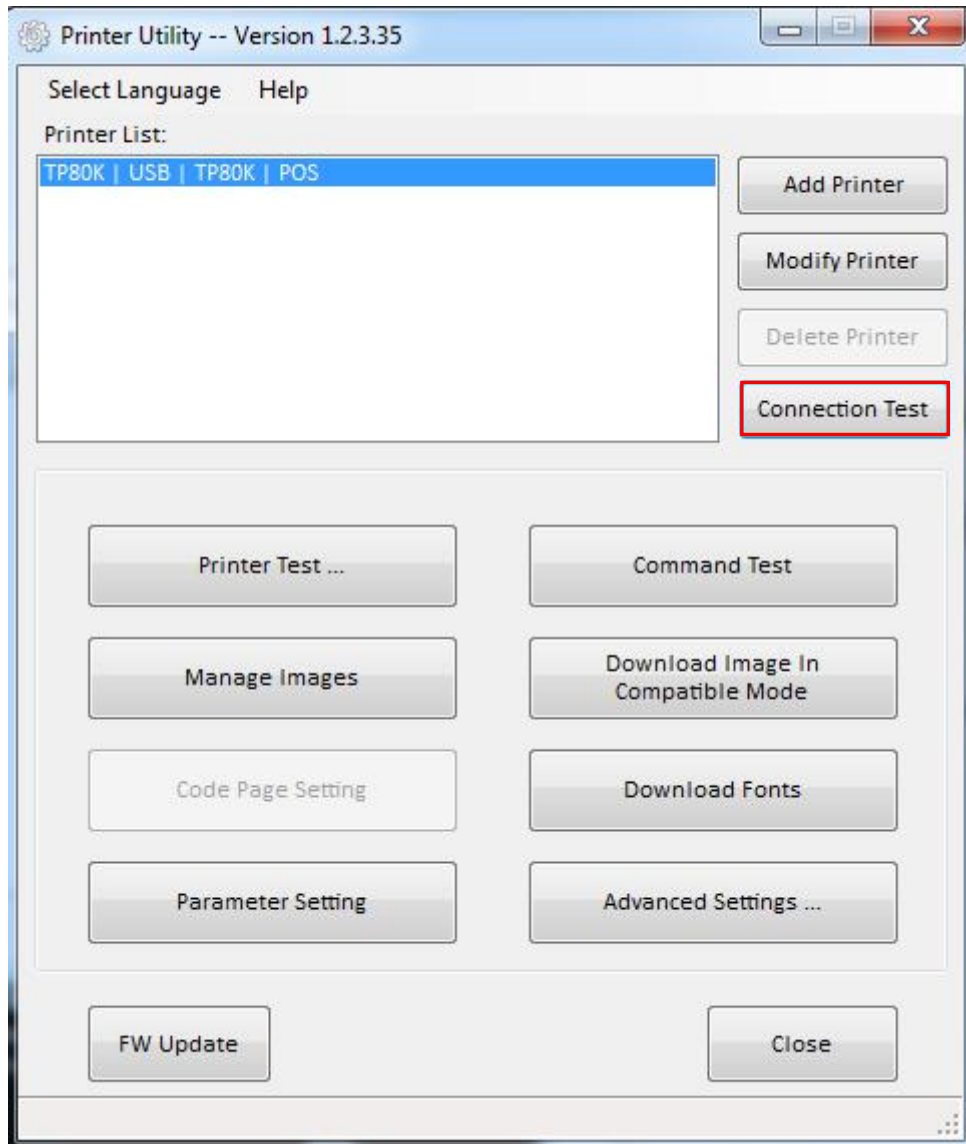 Printer Utility -- Version 1.2.3.35
Select Language Help
Printer List:
TP80K | USB | TP80K | POS
Add Printer
Modify Printer
Delete Printer
Connection Test
Printer Test ...
Command Test
Manage Images
Download Image In
Compatible Mode
Code Page Setting
Download Fonts
Parameter Setting
Advanced Settings ...
FW Update
Close